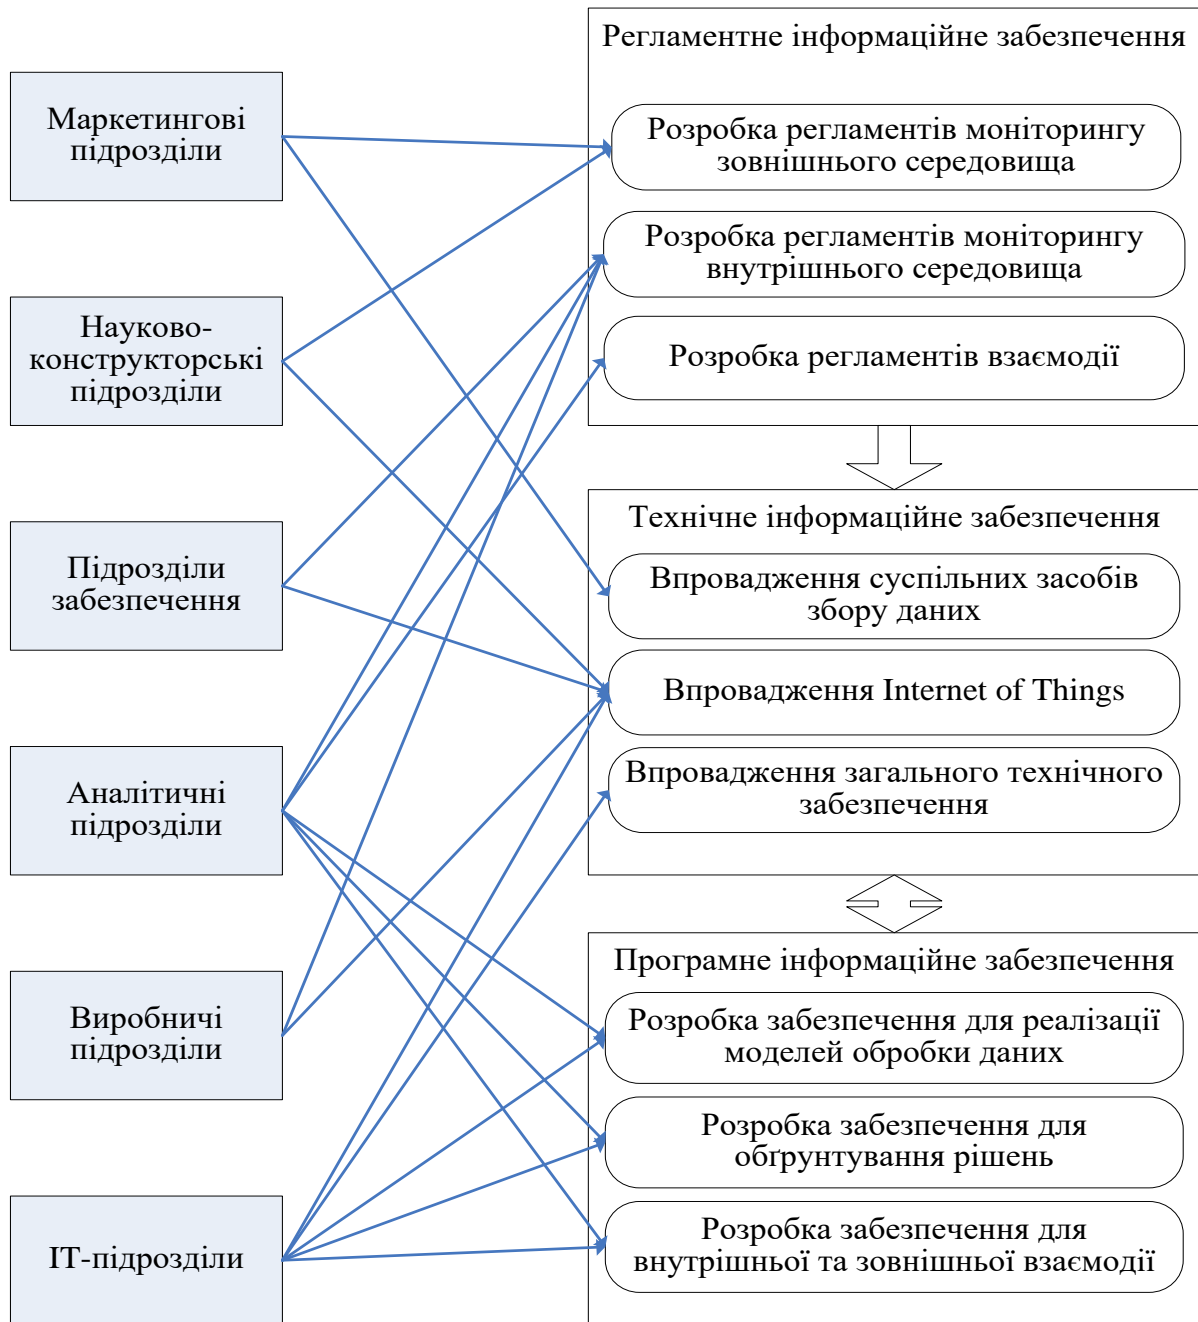 Маркетингові
підрозділи
Науково-
конструкторські
підрозділи
Підрозділи
забезпечення
Аналітичні
підрозділи
Виробничі
підрозділи
ІТ-підрозділи
Регламентне інформаційне забезпечення
Розробка регламентів моніторингу
зовнішнього середовища
Розробка регламентів моніторингу
внутрішнього середовища
Розробка регламентів взаємодії
Технічне інформаційне забезпечення
Впровадження суспільних засобів
збору даних
Впровадження Internet of Things
Впровадження загального технічного
забезпечення
Програмне інформаційне забезпечення
Розробка забезпечення для реалізації
моделей обробки даних
Розробка забезпечення для
обґрунтування рішень
Розробка забезпечення для
внутрішньої та зовнішньої взаємодії